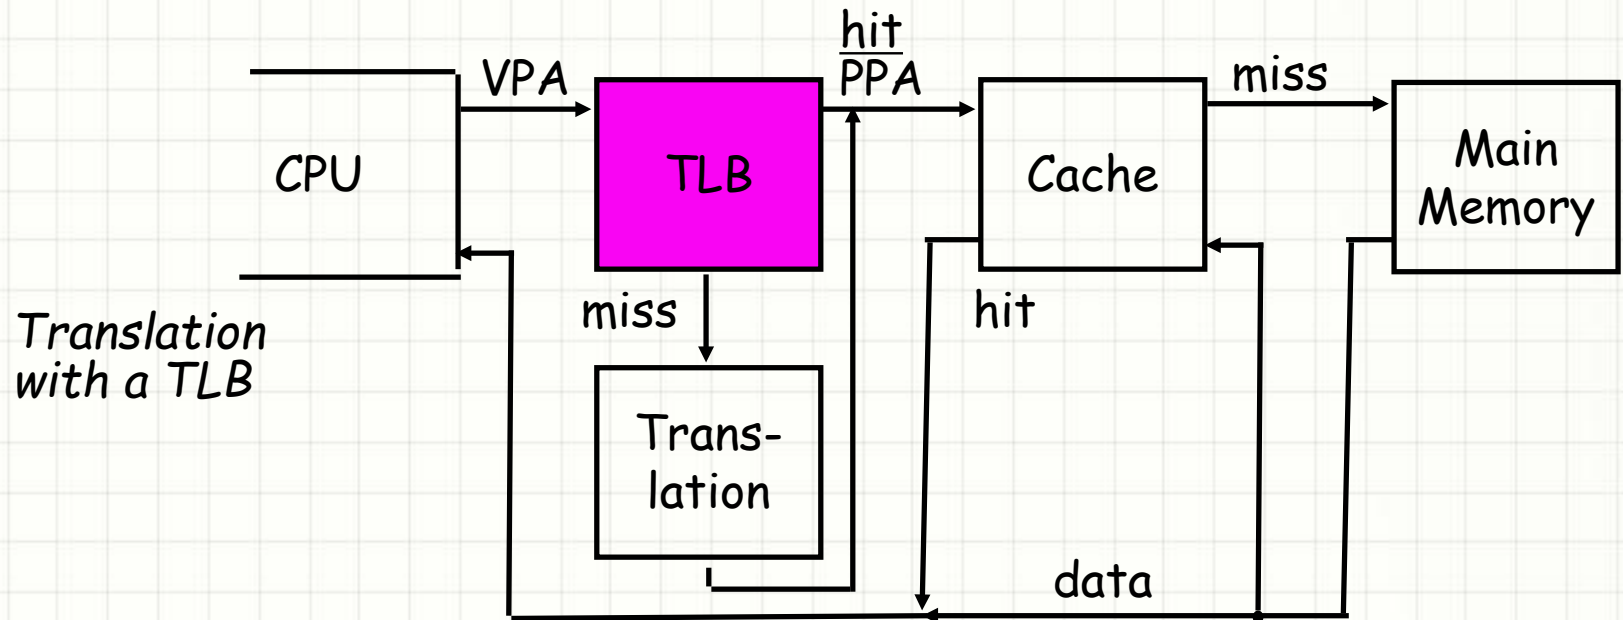 hit
VPA
PPA
miss
CPU
TLB
Cache
Main
Memory
miss
hit
Translation
with a TLB
Trans-
lation
data